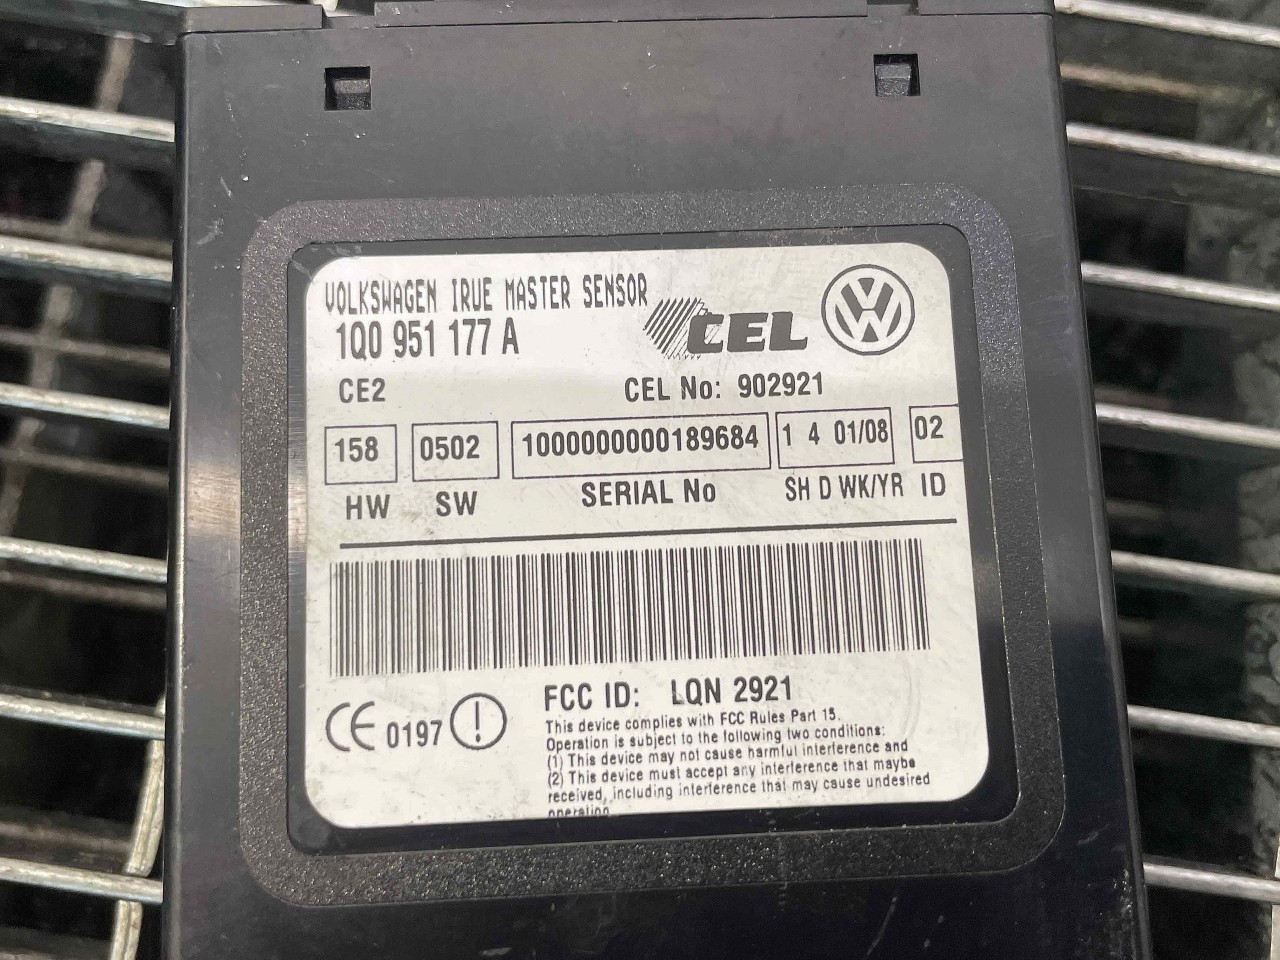 VOLKSWAGEN IRUE MASTER SENSOR
1Q0 951 177 A
CEL
VW
CE2
CEL No: 902921
158 0502 1000000000189684 1 4 01/08 02
HW SW SERIAL No SH D WK/YR ID
FCC ID: LQN 2921
CE 0197
This device complies with FCC Rules Part 15.
Operation is subject to the following two conditions:
(1) This device may not cause harmful interference and
(2) This device must accept any interference that maybe
received, including interference that may cause undesired
operation